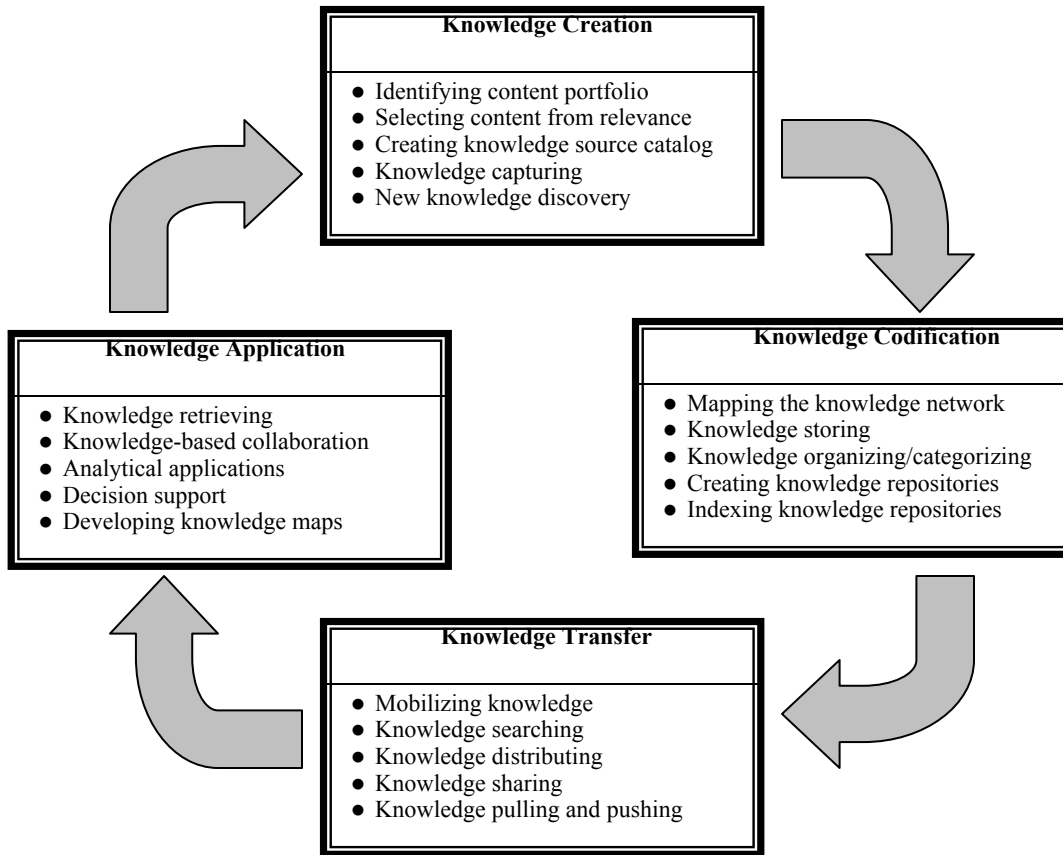 Knowledge Creation
● Identifying content portfolio
● Selecting content from relevance
● Creating knowledge source catalog
● Knowledge capturing
● New knowledge discovery
Knowledge Application
● Knowledge retrieving
● Knowledge-based collaboration
● Analytical applications
● Decision support
● Developing knowledge maps
Knowledge Codification
● Mapping the knowledge network
● Knowledge storing
● Knowledge organizing/categorizing
● Creating knowledge repositories
● Indexing knowledge repositories
Knowledge Transfer
● Mobilizing knowledge
● Knowledge searching
● Knowledge distributing
● Knowledge sharing
● Knowledge pulling and pushing